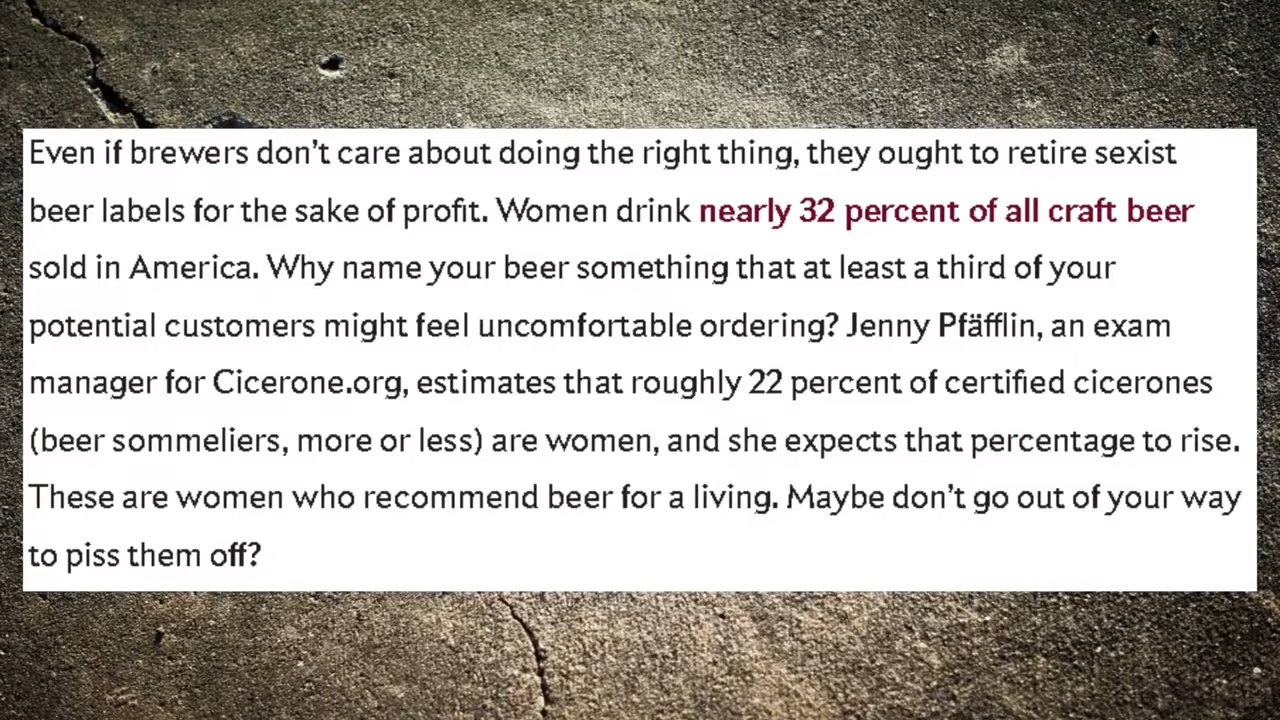 Even if brewers don’t care about doing the right thing, they ought to retire sexist
beer labels for the sake of profit. Women drink nearly 32 percent of all craft beer
sold in America. Why name your beer something that at least a third of your
potential customers might feel uncomfortable ordering? Jenny Pfäfflin, an exam
manager for Cicerone.org, estimates that roughly 22 percent of certified cicerones
(beer sommeliers, more or less) are women, and she expects that percentage to rise.
These are women who recommend beer for a living. Maybe don’t go out of your way
to piss them off?